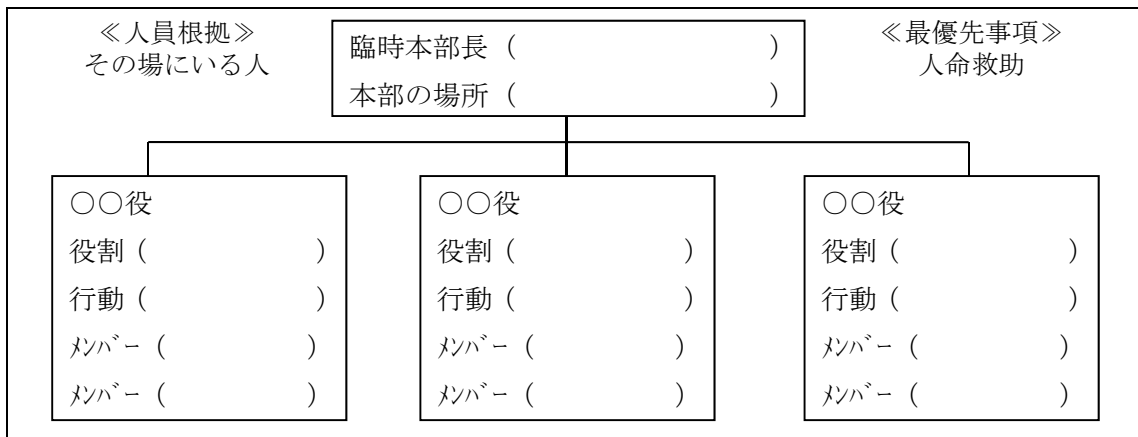 ≪人員根拠≫
その場にいる人
臨時本部長（　　　　　　　　　）
本部の場所（　　　　　　　　　）
≪最優先事項≫
人命救助
○○役
役割（　　　　　　）
行動（　　　　　　）
ﾒﾝﾊﾞｰ（　　　　　）
ﾒﾝﾊﾞｰ（　　　　　）
○○役
役割（　　　　　　）
行動（　　　　　　）
ﾒﾝﾊﾞｰ（　　　　　）
ﾒﾝﾊﾞｰ（　　　　　）
○○役
役割（　　　　　　）
行動（　　　　　　）
ﾒﾝﾊﾞｰ（　　　　　）
ﾒﾝﾊﾞｰ（　　　　　）